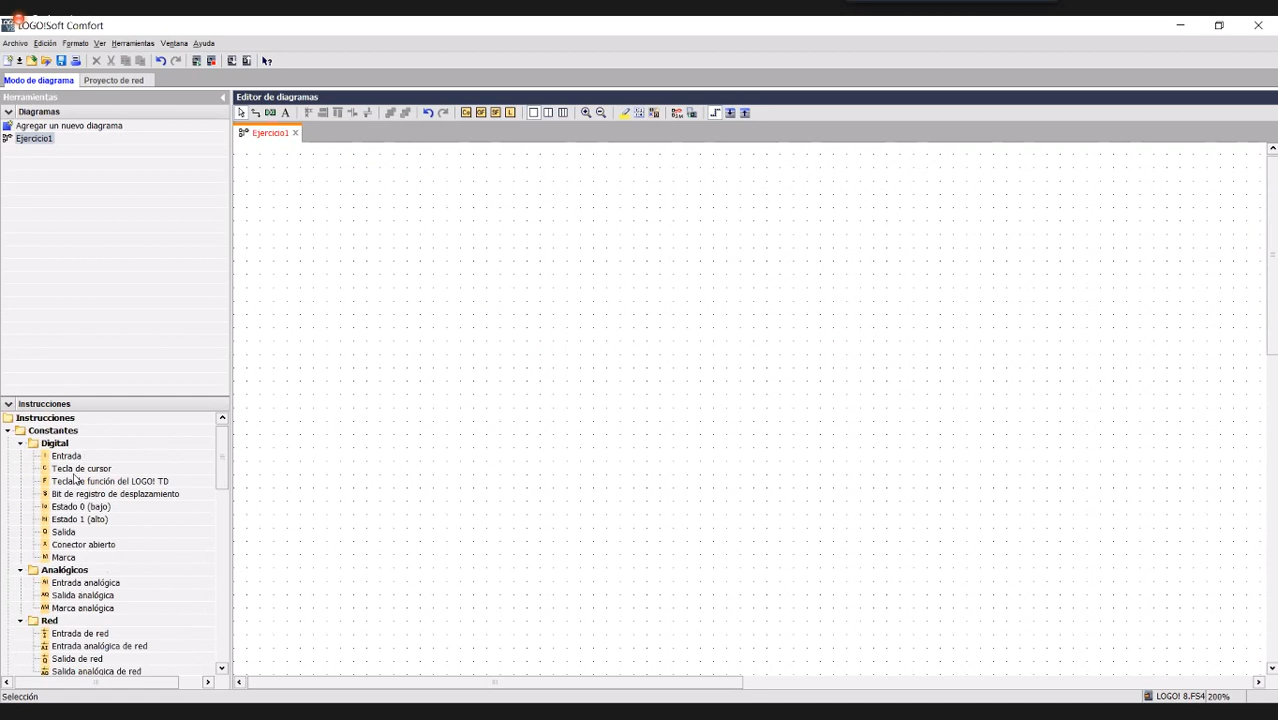 LOGO!Soft Comfort
Archivo Edición Formato Ver Herramientas Ventana Ayuda
Modo de diagrama Proyecto de red
Herramientas
Editor de diagramas
Diagramas
Agregar un nuevo diagrama
Ejercicio1
Ejercicio1
Instrucciones
Instrucciones
Constantes
Digital
Entrada
Tecla de cursor
Tecla de función del LOGO! TD
Bit de registro de desplazamiento
Estado 0 (bajo)
Estado 1 (alto)
Salida
Conector abierto
Marca
Analógicos
Entrada analógica
Salida analógica
Marca analógica
Red
Entrada de red
Entrada analógica de red
Salida de red
Salida analógica de red
Selección
LOGO! 8.FS4 200%